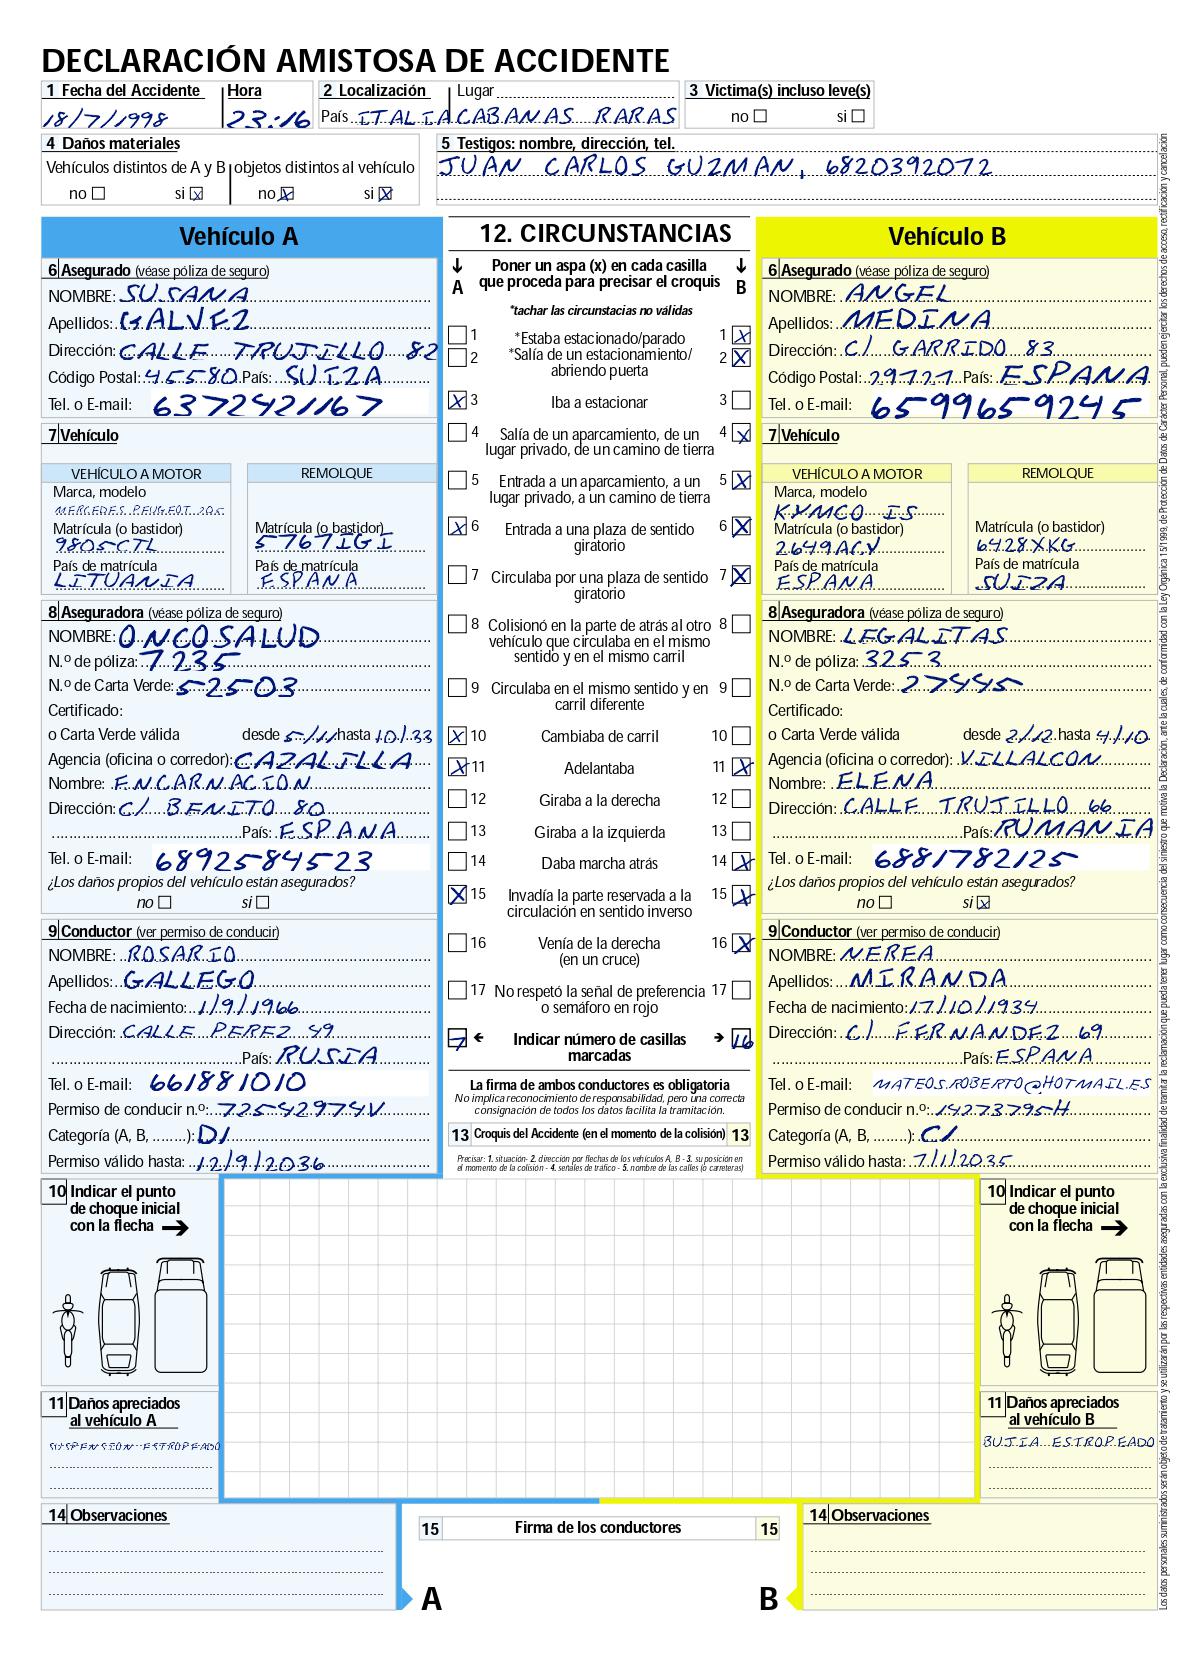 DECLARACIÓN AMISTOSA DE ACCIDENTE
1 Fecha del Accidente Hora 2 Localización Lugar 3 Victima(s) incluso leve(s)
18/7/1998 23:16 País ITALIA CABANAS RARAS no si
4 Daños materiales 5 Testigos: nombre, dirección, tel.
Vehículos distintos de A y B objetos distintos al vehículo JUAN CARLOS GUZMAN, 6820392072
no si X no X si X
Vehículo A
6 Asegurado (véase póliza de seguro)
NOMBRE: SUSANA
Apellidos: GALVEZ
Dirección: CALLE TRUJILLO 82
Código Postal: 45580 País: SUIZA
Tel. o E-mail: 6372421167
7 Vehículo
VEHÍCULO A MOTOR REMOLQUE
Marca, modelo
MERCEDES PEUGEOT 206
Matrícula (o bastidor) Matrícula (o bastidor)
9805CTL 5767IGI
País de matrícula País de matrícula
LITUANIA ESPANA
8 Aseguradora (véase póliza de seguro)
NOMBRE: ONCOSALUD
N.º de póliza: 7235
N.º de Carta Verde: 52503
Certificado:
o Carta Verde válida desde 5/11 hasta 10/33
Agencia (oficina o corredor): CAZALILLA
Nombre: ENCARNACION
Dirección: C/ BENITO 80
País: ESPANA
Tel. o E-mail: 6892584523
¿Los daños propios del vehículo están asegurados?
no si
9 Conductor (ver permiso de conducir)
NOMBRE: ROSARIO
Apellidos: GALLEGO
Fecha de nacimiento: 1/9/1966
Dirección: CALLE PEREZ 49
País: RUSIA
Tel. o E-mail: 661881010
Permiso de conducir n.º: 72542974V
Categoría (A, B, ........): D1
Permiso válido hasta: 12/9/2036
12. CIRCUNSTANCIAS
A Poner un aspa (x) en cada casilla que proceda para precisar el croquis B
*tachar las circunstacias no válidas
1 *Estaba estacionado/parado 1 X
2 *Salía de un estacionamiento/ abriendo puerta 2 X
X 3 Iba a estacionar 3
4 Salía de un aparcamiento, de un lugar privado, de un camino de tierra 4 X
5 Entrada a un aparcamiento, a un lugar privado, a un camino de tierra 5 X
X 6 Entrada a una plaza de sentido giratorio 6 X
7 Circulaba por una plaza de sentido giratorio 7 X
8 Colisionó en la parte de atrás al otro vehículo que circulaba en el mismo sentido y en el mismo carril 8
9 Circulaba en el mismo sentido y en carril diferente 9
X 10 Cambiaba de carril 10
X 11 Adelantaba 11 X
12 Giraba a la derecha 12
13 Giraba a la izquierda 13
14 Daba marcha atrás 14 X
X 15 Invadía la parte reservada a la circulación en sentido inverso 15 X
16 Venía de la derecha (en un cruce) 16 X
17 No respetó la señal de preferencia o semáforo en rojo 17
7 Indicar número de casillas marcadas 16
La firma de ambos conductores es obligatoria
No implica reconocimiento de responsabilidad, pero una correcta
consignación de todos los datos facilita la tramitación.
13 Croquis del Accidente (en el momento de la colisión) 13
Precisar: 1. situación- 2. dirección por flechas de los vehículos A, B - 3. su posición en
el momento de la colisión - 4. señales de tráfico - 5. nombre de las calles (o carreteras)
Vehículo B
6 Asegurado (véase póliza de seguro)
NOMBRE: ANGEL
Apellidos: MEDINA
Dirección: C/ GARRIDO 83
Código Postal: 29727 País: ESPANA
Tel. o E-mail: 6599659245
7 Vehículo
VEHÍCULO A MOTOR REMOLQUE
Marca, modelo
KYMCO IS
Matrícula (o bastidor) Matrícula (o bastidor)
2649ACV 6428XKG
País de matrícula País de matrícula
ESPANA SUIZA
8 Aseguradora (véase póliza de seguro)
NOMBRE: LEGALITAS
N.º de póliza: 3253
N.º de Carta Verde: 27445
Certificado:
o Carta Verde válida desde 2/12 hasta 4/10
Agencia (oficina o corredor): VILLALCON
Nombre: ELENA
Dirección: CALLE TRUJILLO 66
País: RUMANIA
Tel. o E-mail: 6881782125
¿Los daños propios del vehículo están asegurados?
no si X
9 Conductor (ver permiso de conducir)
NOMBRE: NEREA
Apellidos: MIRANDA
Fecha de nacimiento: 17/10/1934
Dirección: C/ FERNANDEZ 69
País: ESPANA
Tel. o E-mail: MATEOS.ROBERTO@HOTMAIL.ES
Permiso de conducir n.º: 14273795H
Categoría (A, B, ........): C1
Permiso válido hasta: 7/1/2035
10 Indicar el punto de choque inicial con la flecha
11 Daños apreciados al vehículo A
SUSPENSION ESTROPEADO
10 Indicar el punto de choque inicial con la flecha
11 Daños apreciados al vehículo B
BUJIA ESTROPEADO
14 Observaciones
15 Firma de los conductores 15
A B
14 Observaciones
Los datos personales suministrados serán objeto de tratamiento y se utilizarán por las respectivas entidades aseguradas con la exclusiva finalidad de tramitar la reclamación que pueda tener lugar como consecuencia del siniestro que motiva la Declaración, ante la cuales, de conformidad con la Ley Orgánica 15/1999, de Protección de Datos de Carácter Personal, pueden ejercitar los derechos de acceso, rectificación y cancelación